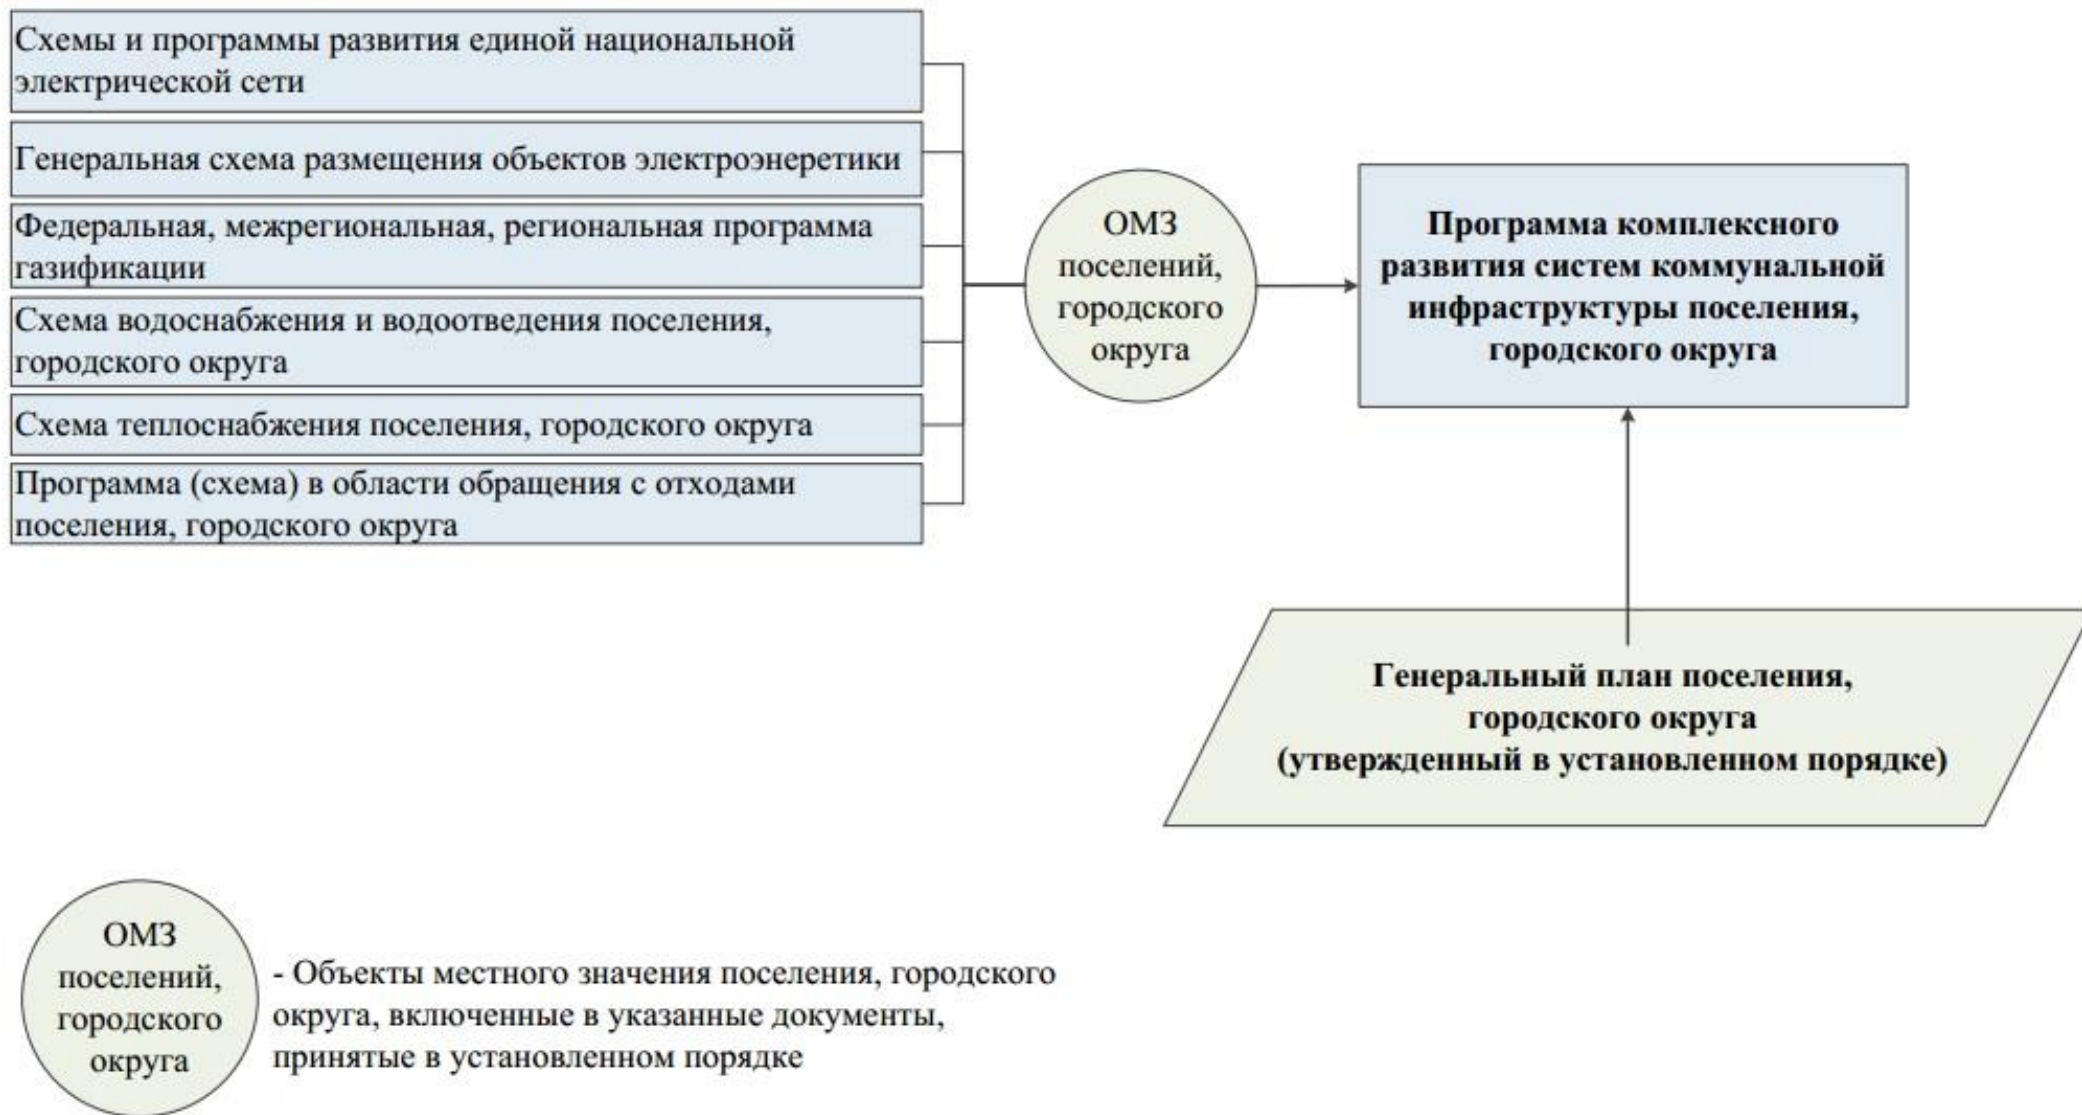 Схемы и программы развития единой национальной
электрической сети
Генеральная схема размещения объектов электроэнеретики
Федеральная, межрегиональная, региональная программа
газификации
Схема водоснабжения и водоотведения поселения,
городского округа
Схема теплоснабжения поселения, городского округа
Программа (схема) в области обращения с отходами
поселения, городского округа
ОМЗ
поселений,
городского
округа
Программа комплексного
развития систем коммунальной
инфраструктуры поселения,
городского округа
Генеральный план поселения,
городского округа
(утвержденный в установленном порядке)
ОМЗ
поселений,
городского
округа
- Объекты местного значения поселения, городского
округа, включенные в указанные документы,
принятые в установленном порядке